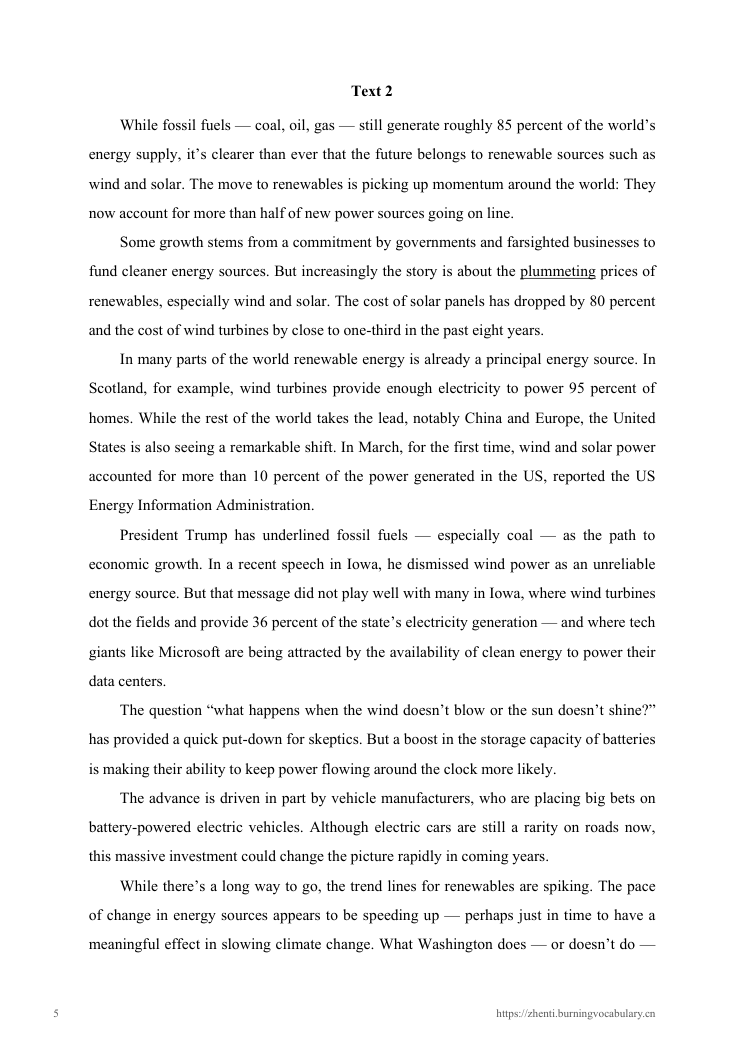 Text 2
While fossil fuels — coal, oil, gas — still generate roughly 85 percent of the world’s
energy supply, it’s clearer than ever that the future belongs to renewable sources such as
wind and solar. The move to renewables is picking up momentum around the world: They
now account for more than half of new power sources going on line.
Some growth stems from a commitment by governments and farsighted businesses to
fund cleaner energy sources. But increasingly the story is about the plummeting prices of
renewables, especially wind and solar. The cost of solar panels has dropped by 80 percent
and the cost of wind turbines by close to one-third in the past eight years.
In many parts of the world renewable energy is already a principal energy source. In
Scotland, for example, wind turbines provide enough electricity to power 95 percent of
homes. While the rest of the world takes the lead, notably China and Europe, the United
States is also seeing a remarkable shift. In March, for the first time, wind and solar power
accounted for more than 10 percent of the power generated in the US, reported the US
Energy Information Administration.
President Trump has underlined fossil fuels — especially coal — as the path to
economic growth. In a recent speech in Iowa, he dismissed wind power as an unreliable
energy source. But that message did not play well with many in Iowa, where wind turbines
dot the fields and provide 36 percent of the state’s electricity generation — and where tech
giants like Microsoft are being attracted by the availability of clean energy to power their
data centers.
The question “what happens when the wind doesn’t blow or the sun doesn’t shine?”
has provided a quick put-down for skeptics. But a boost in the storage capacity of batteries
is making their ability to keep power flowing around the clock more likely.
The advance is driven in part by vehicle manufacturers, who are placing big bets on
battery-powered electric vehicles. Although electric cars are still a rarity on roads now,
this massive investment could change the picture rapidly in coming years.
While there’s a long way to go, the trend lines for renewables are spiking. The pace
of change in energy sources appears to be speeding up — perhaps just in time to have a
meaningful effect in slowing climate change. What Washington does — or doesn’t do —
5
https://zhenti.burningvocabulary.cn